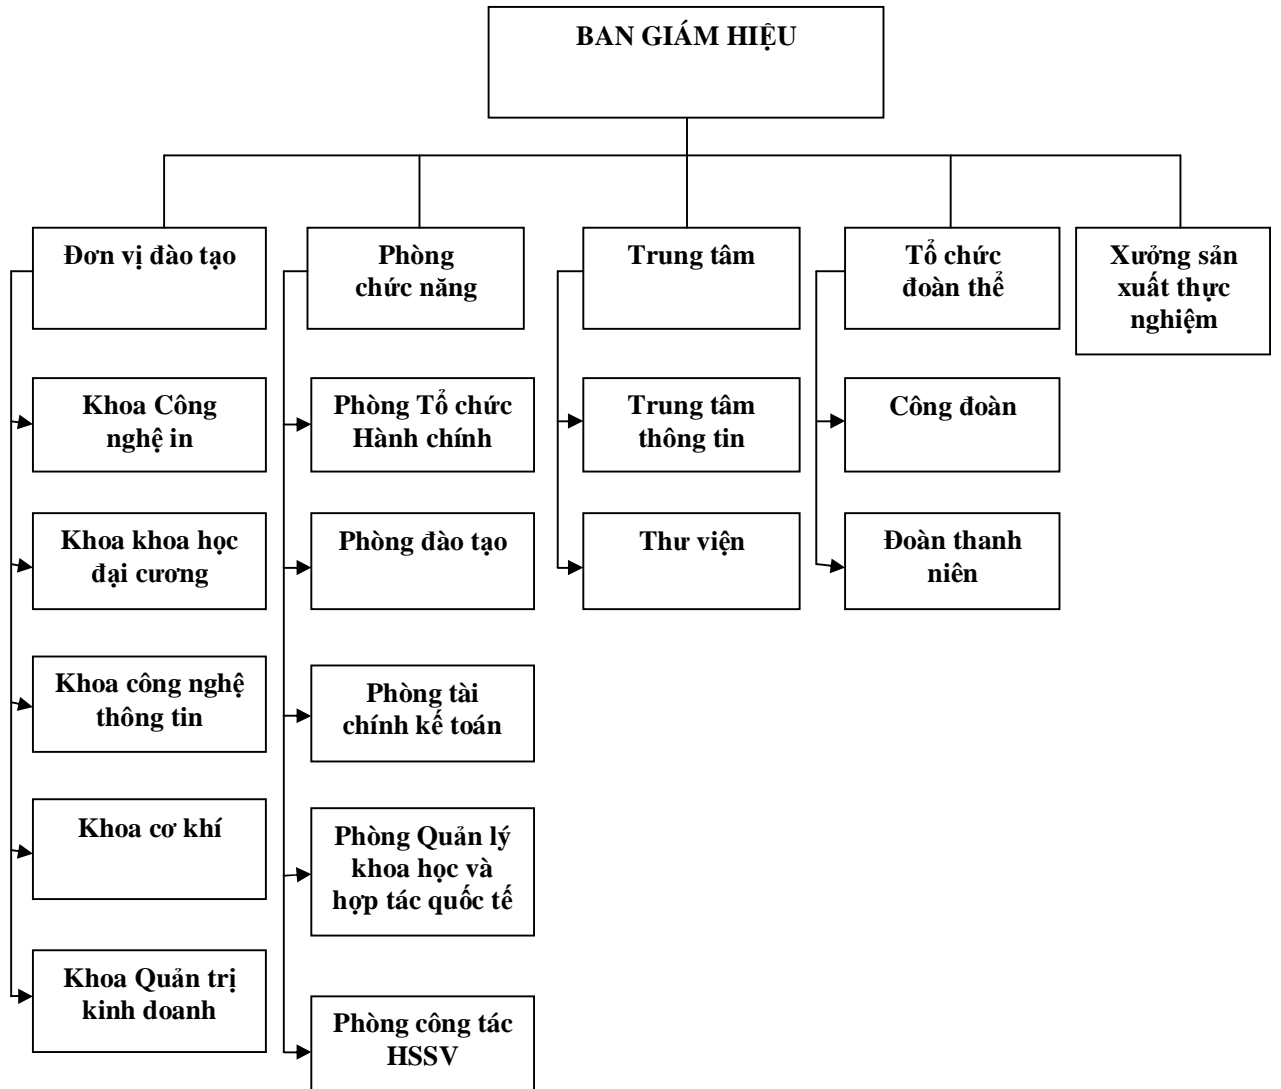 BAN GIÁM HIỆU
Đơn vị đào tạo
Phòng
chức năng
Trung tâm
Tổ chức
đoàn thể
Xưởng sản
xuất thực
nghiệm
Khoa Công
nghệ in
Phòng Tổ chức
Hành chính
Trung tâm
thông tin
Công đoàn
Khoa khoa học
đại cương
Phòng đào tạo
Thư viện
Đoàn thanh
niên
Khoa công nghệ
thông tin
Phòng tài
chính kế toán
Khoa cơ khí
Phòng Quản lý
khoa học và
hợp tác quốc tế
Khoa Quản trị
kinh doanh
Phòng công tác
HSSV